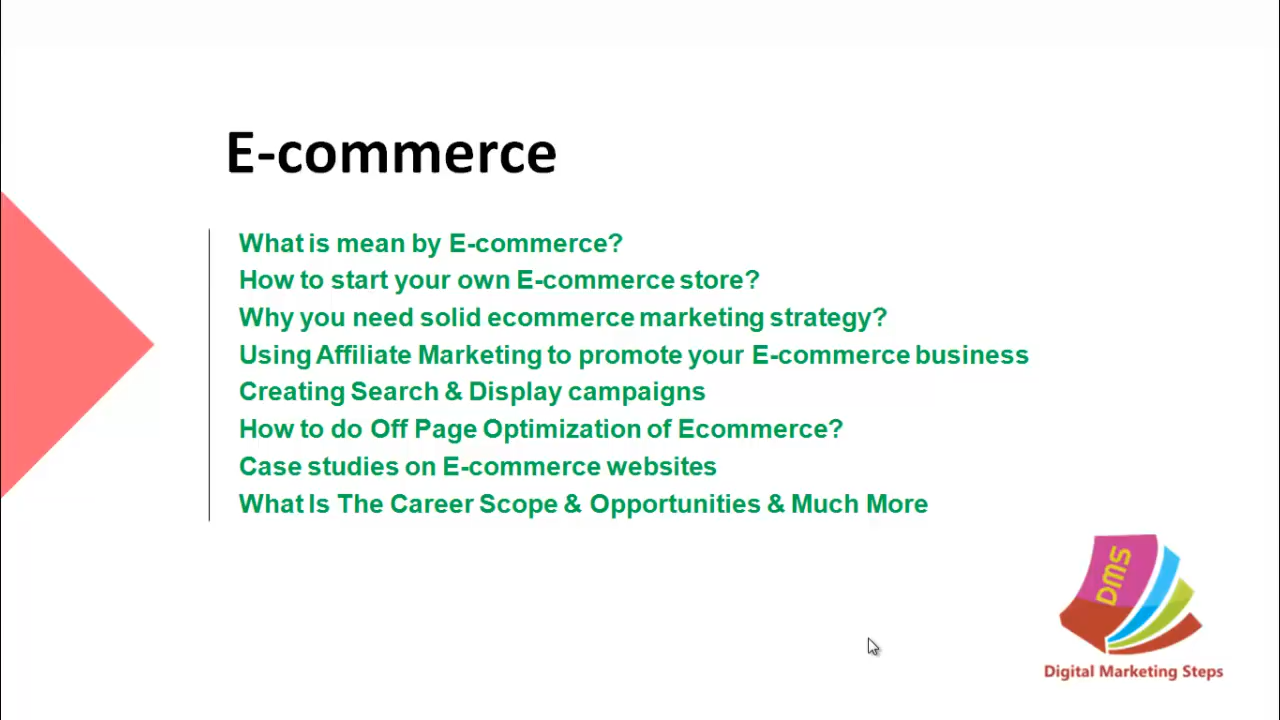 E-commerce
What is mean by E-commerce?
How to start your own E-commerce store?
Why you need solid ecommerce marketing strategy?
Using Affiliate Marketing to promote your E-commerce business
Creating Search & Display campaigns
How to do Off Page Optimization of Ecommerce?
Case studies on E-commerce websites
What Is The Career Scope & Opportunities & Much More
DMS
Digital Marketing Steps